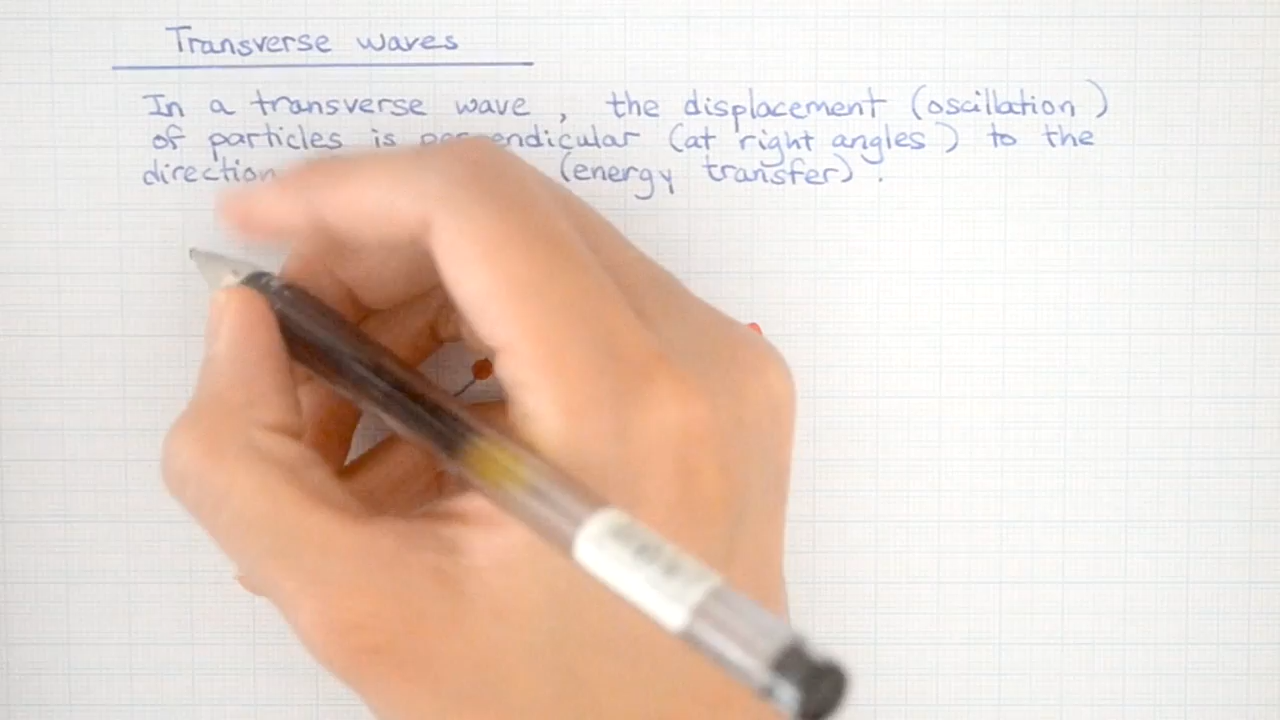 Transverse waves
In a transverse wave, the displacement (oscillation)
of particles is perpendicular (at right angles) to the
direction (energy transfer).